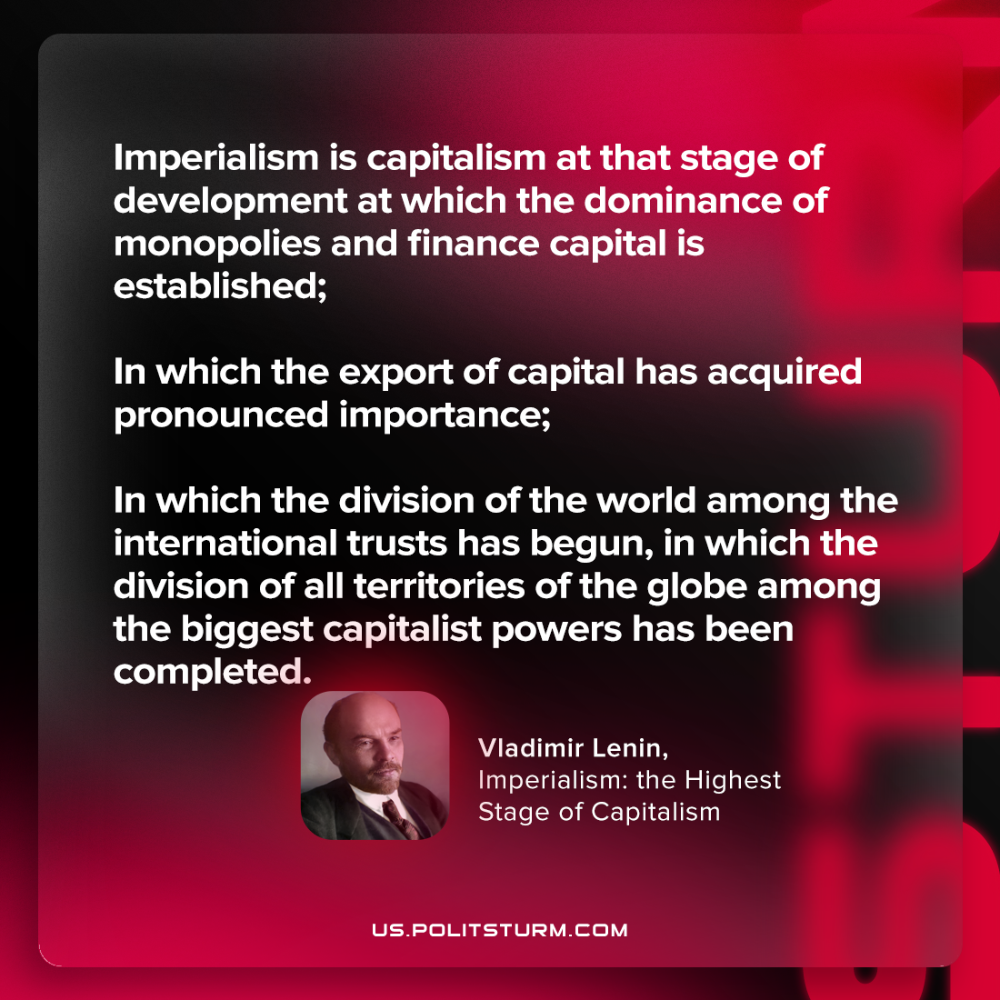 Imperialism is capitalism at that stage of
development at which the dominance of
monopolies and finance capital is
established;
In which the export of capital has acquired
pronounced importance;
In which the division of the world among the
international trusts has begun, in which the
division of all territories of the globe among
the biggest capitalist powers has been
completed.
Vladimir Lenin,
Imperialism: the Highest
Stage of Capitalism
US.POLITSTURM.COM